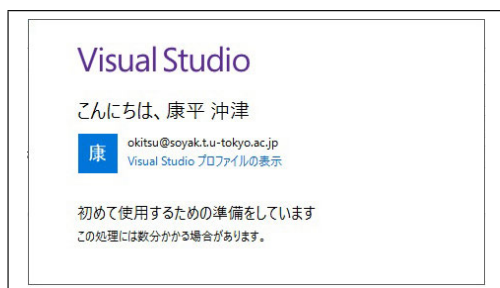 Visual Studio
こんにちは、康平 沖津
康
okitsu@soyak.t.u-tokyo.ac.jp
Visual Studio プロファイルの表示
初めて使用するための準備をしています
この処理には数分かかる場合があります。